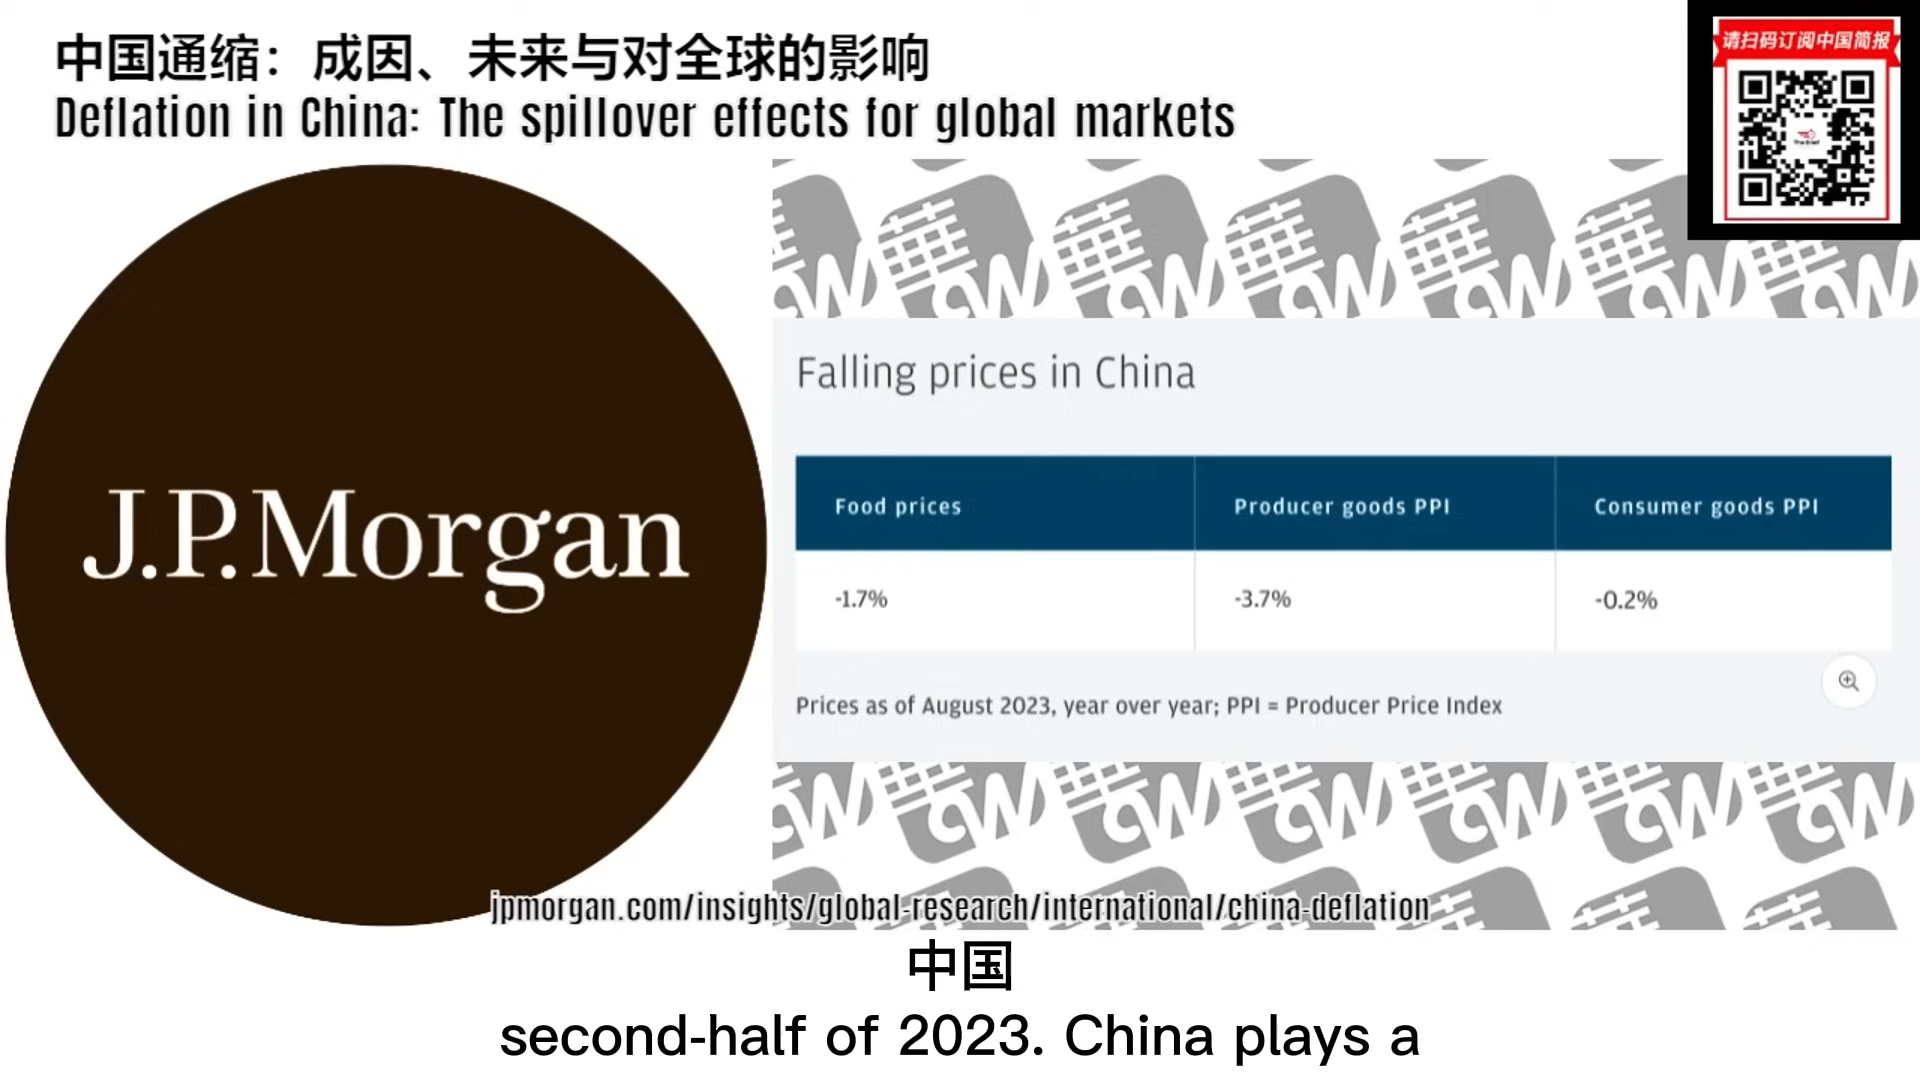 中国通缩：成因、未来与对全球的影响
Deflation in China: The spillover effects for global markets
请扫码订阅中国简报
J.P.Morgan
Falling prices in China
Food prices
Producer goods PPI
Consumer goods PPI
-1.7%
-3.7%
-0.2%
Prices as of August 2023, year over year; PPI = Producer Price Index
jpmorgan.com/insights/global-research/international/china-deflation
中国
second-half of 2023. China plays a